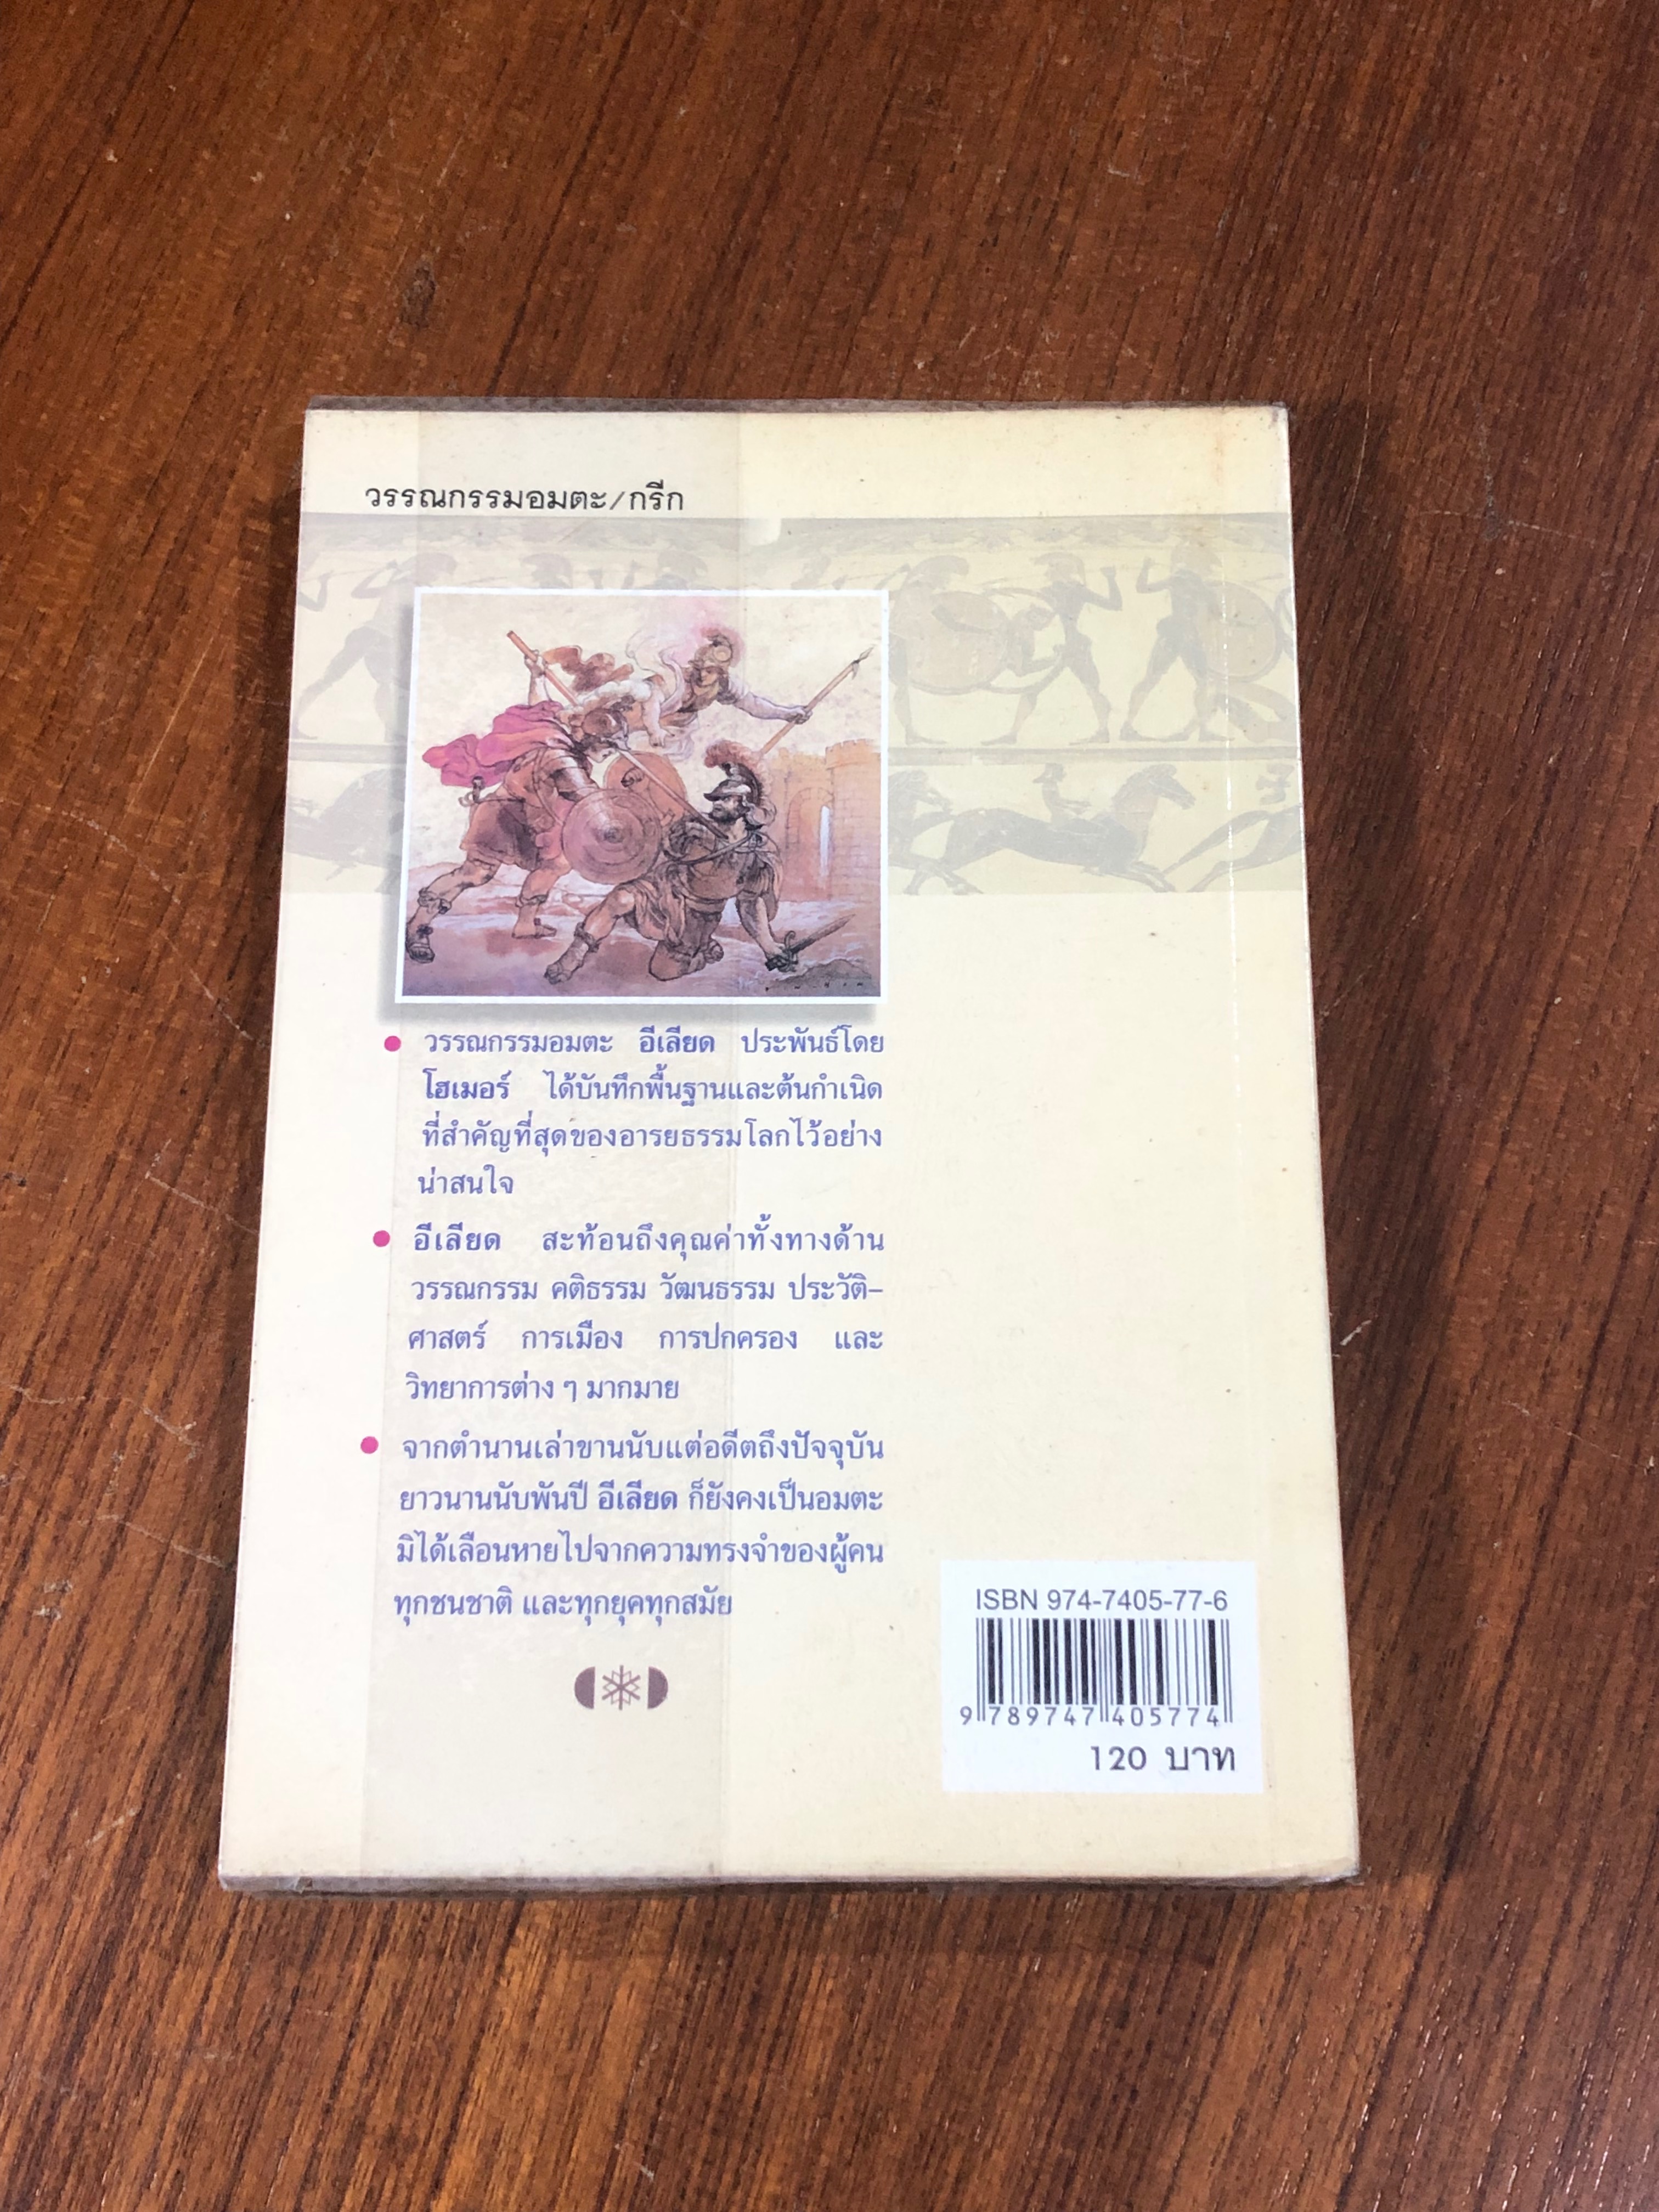 วรรณกรรมอมตะ/กรีก
• วรรณกรรมอมตะ อีเลียด ประพันธ์โดย
โฮเมอร์ ได้บันทึกพื้นฐานและต้นกำเนิด
ที่สำคัญที่สุดของอารยธรรมโลกไว้อย่าง
น่าสนใจ
• อีเลียด สะท้อนถึงคุณค่าทั้งทางด้าน
วรรณกรรม คติธรรม วัฒนธรรม ประวัติ–
ศาสตร์ การเมือง การปกครอง และ
วิทยาการต่าง ๆ มากมาย
• จากตำนานเล่าขานนับแต่อดีตถึงปัจจุบัน
ยาวนานนับพันปี อีเลียด ก็ยังคงเป็นอมตะ
มิได้เลือนหายไปจากความทรงจำของผู้คน
ทุกชนชาติ และทุกยุคทุกสมัย
ISBN 974-7405-77-6
9 789747 405774
120 บาท